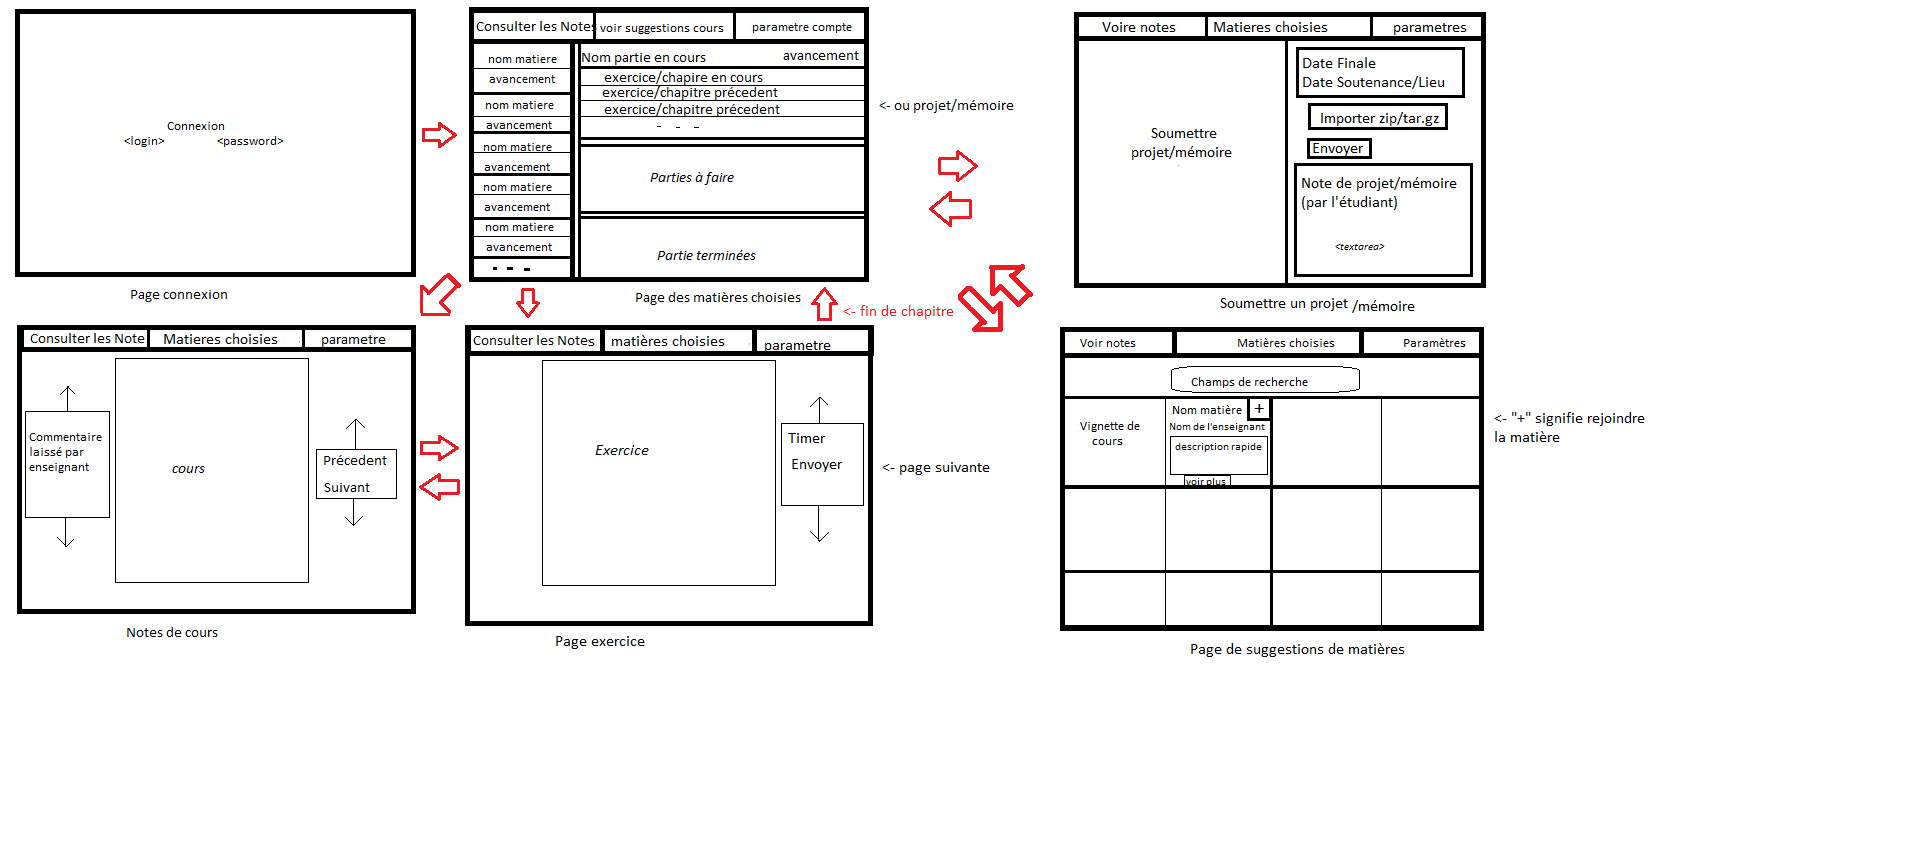 Connexion
<login> <password>
Page connexion
Consulter les Notes voir suggestions cours parametre compte
nom matiere
avancement
nom matiere
avancement
nom matiere
avancement
nom matiere
avancement
nom matiere
avancement
- - -
Nom partie en cours avancement
exercice/chapire en cours
exercice/chapitre précedent
exercice/chapitre précedent
- - -
Parties à faire
Partie terminées
Page des matières choisies
<- ou projet/mémoire
Voire notes Matieres choisies parametres
Soumettre
projet/mémoire
Date Finale
Date Soutenance/Lieu
Importer zip/tar.gz
Envoyer
Note de projet/mémoire
(par l'étudiant)
<textarea>
Soumettre un projet /mémoire
Consulter les Note Matieres choisies parametre
Commentaire
laissé par
enseignant
cours
Précedent
Suivant
Notes de cours
<- fin de chapitre
Consulter les Notes matières choisies parametre
Exercice
Timer
Envoyer
Page exercice
<- page suivante
Voir notes Matières choisies Paramètres
Champs de recherche
Vignette de
cours
Nom matière +
Nom de l'enseignant
description rapide
voir plus
Page de suggestions de matières
<- "+" signifie rejoindre
la matière